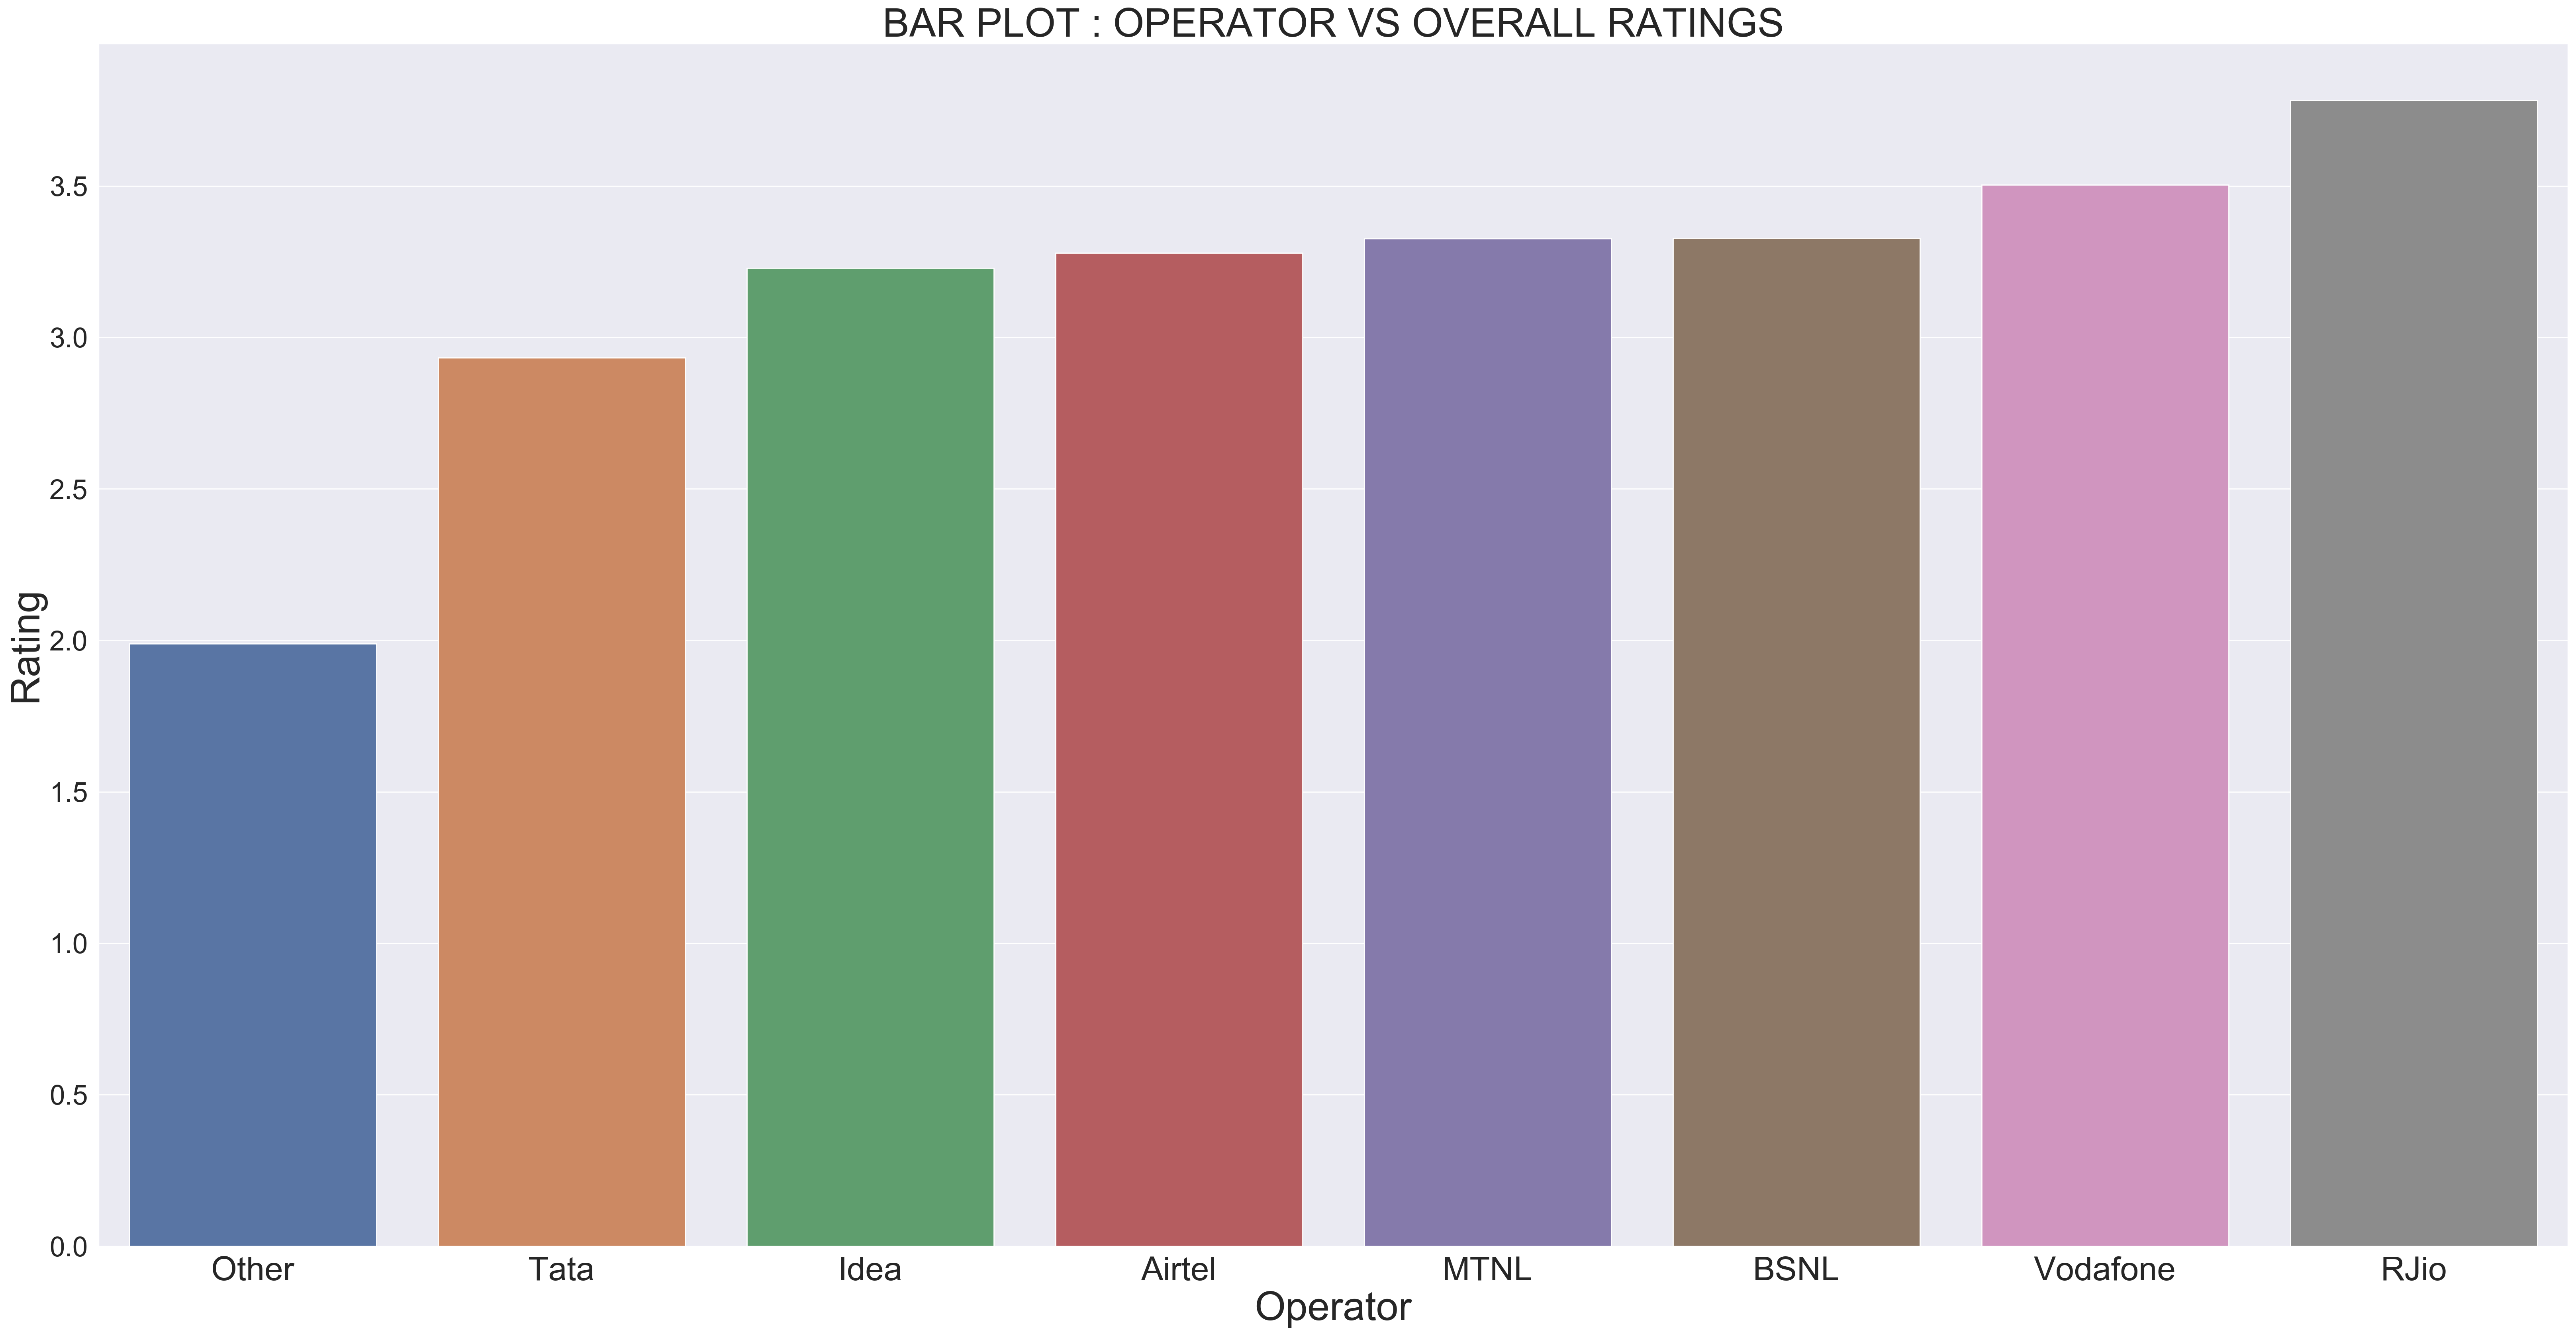 BAR PLOT : OPERATOR VS OVERALL RATINGS
Rating
3.5
3.0
2.5
2.0
1.5
1.0
0.5
0.0
Other Tata Idea Airtel MTNL BSNL Vodafone RJio
Operator